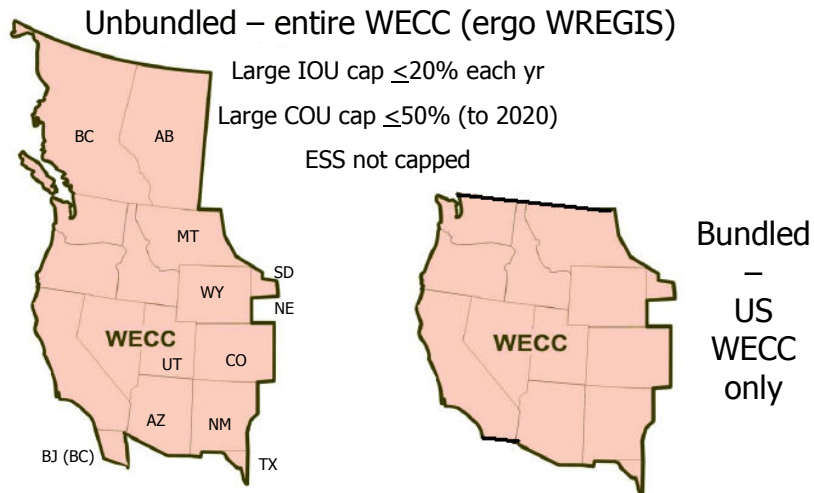 Unbundled – entire WECC (ergo WREGIS)
Large IOU cap <20% each yr
Large COU cap <50% (to 2020)
ESS not capped
BC
AB
MT
SD
WY
NE
WECC
UT
CO
AZ
NM
BJ (BC)
TX
WECC
Bundled
–
US
WECC
only